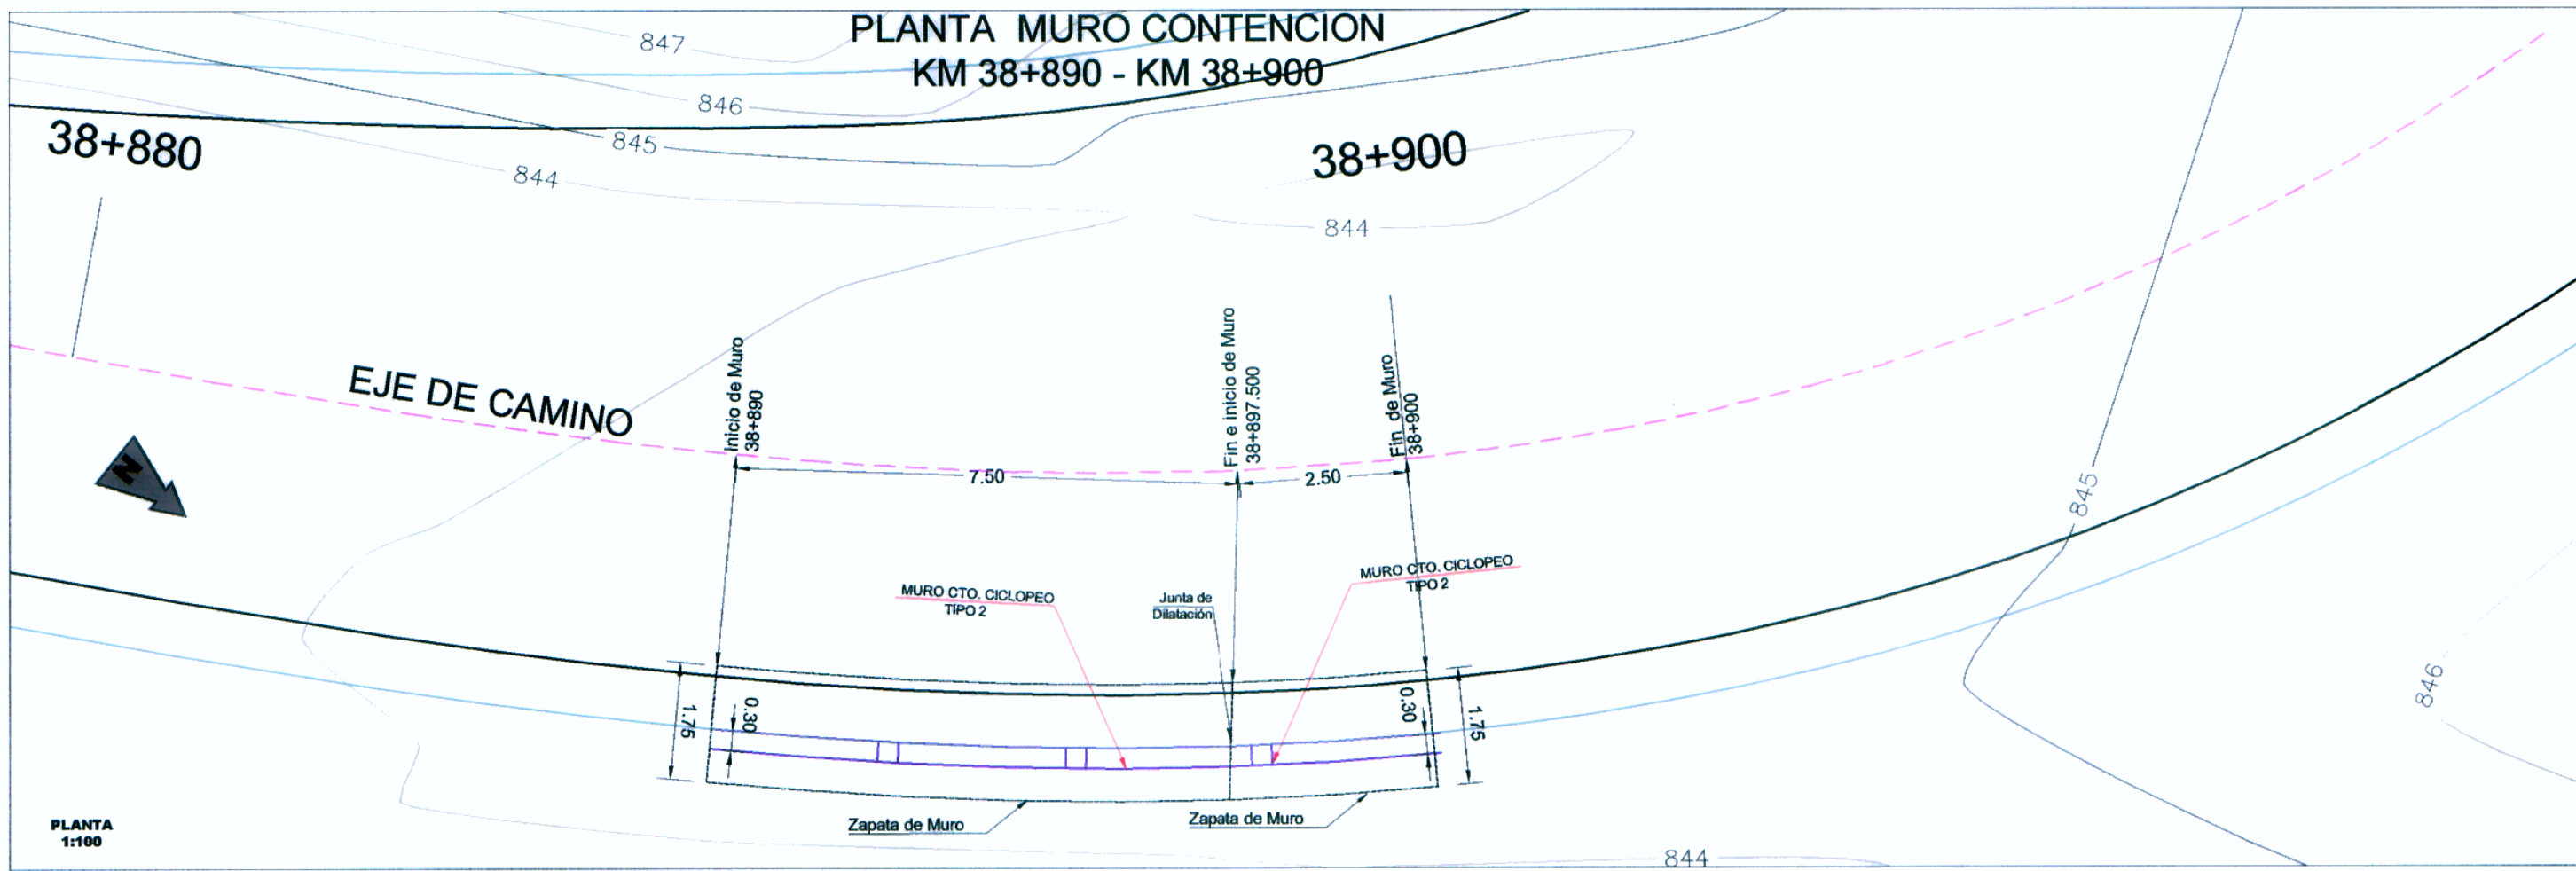 PLANTA MURO CONTENCION
KM 38+890 - KM 38+900
847
846
845
844
38+880
38+900
844
EJE DE CAMINO
N
Inicio de Muro
38+890
Fin e inicio de Muro
38+897.500
Fin de Muro
38+900
7.50
2.50
845
846
MURO CTO. CICLOPEO
TIPO 2
Junta de
Dilatación
MURO CTO. CICLOPEO
TIPO 2
1.75
0.30
0.30
1.75
Zapata de Muro
Zapata de Muro
PLANTA
1:100
844